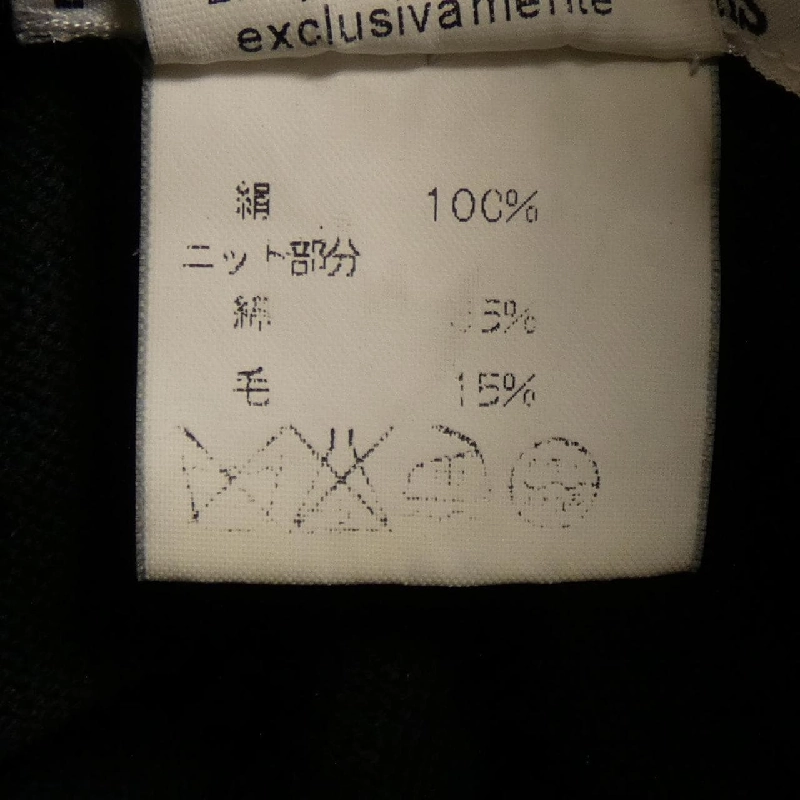 exclusivamente
絹 100%
ニット部分
綿
毛 15%